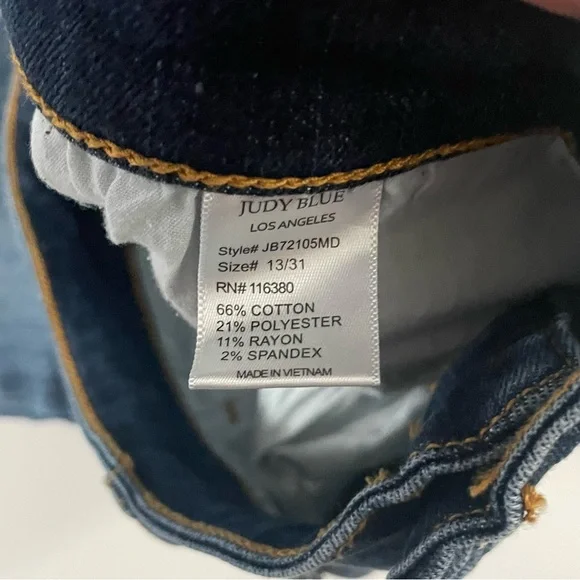 JUDY BLUE
LOS ANGELES
Style# JB72105MD
Size# 13/31
RN# 116380
66% COTTON
21% POLYESTER
11% RAYON
2% SPANDEX
MADE IN VIETNAM